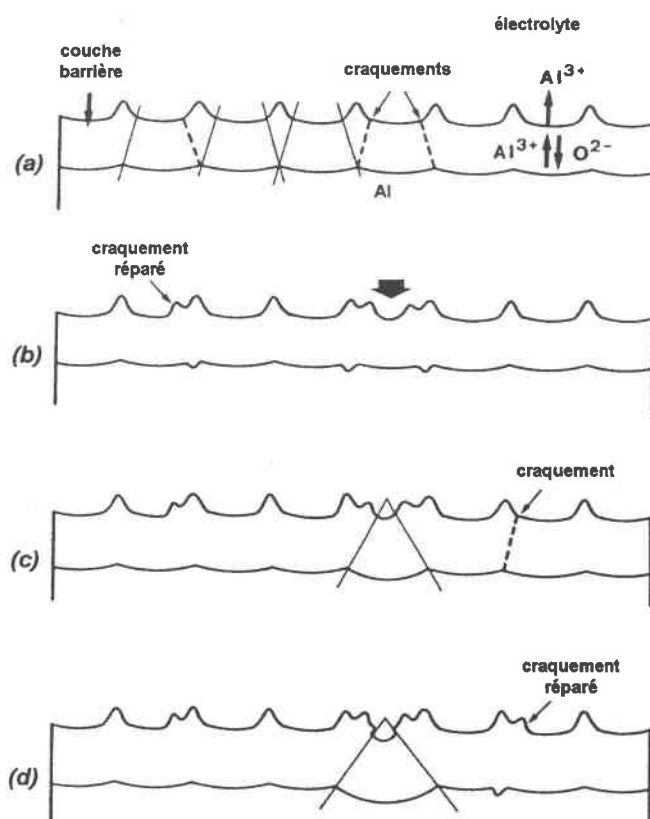 électrolyte
couche
barrière
craquements
Al³⁺
(a)
Al³⁺ O²⁻
Al
craquement
réparé
(b)
craquement
(c)
craquement
réparé
(d)